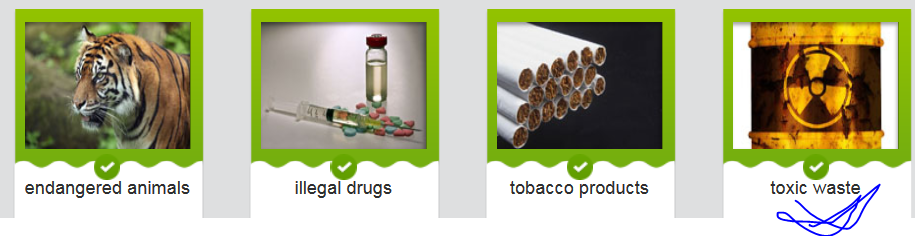 endangered animals
illegal drugs
tobacco products
toxic waste